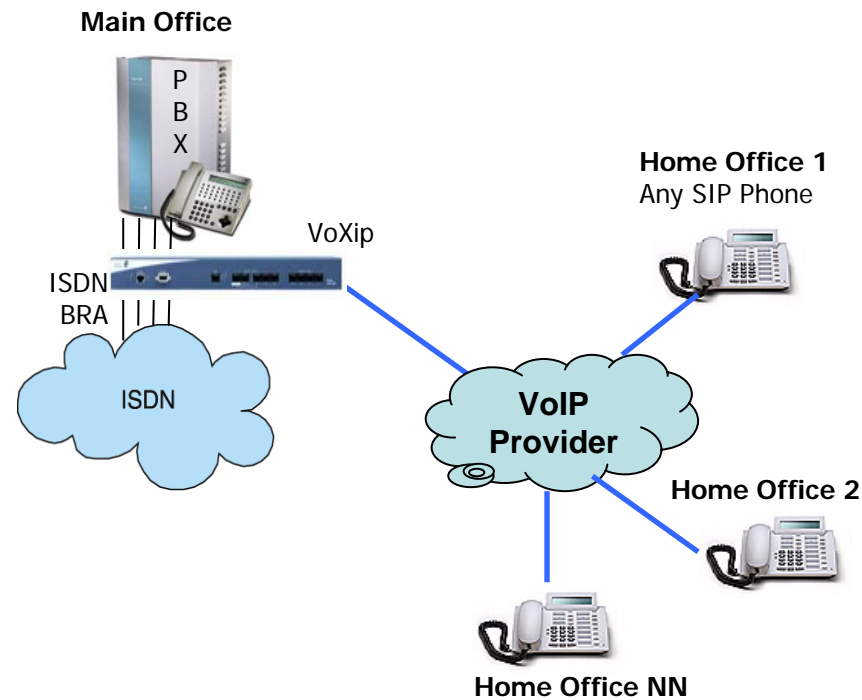 Main Office
P
B
X
VoXip
ISDN
BRA
ISDN
Home Office 1
Any SIP Phone
VoIP
Provider
Home Office 2
Home Office NN